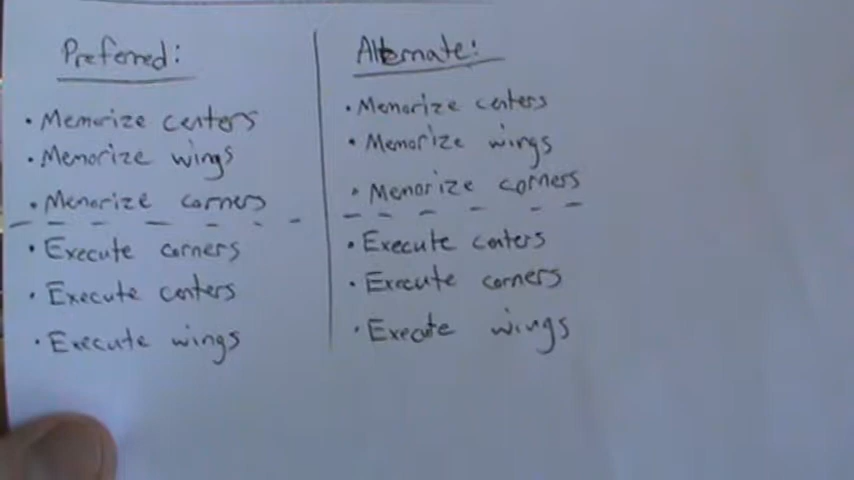 Preferred:
• Memorize centers
• Memorize wings
• Memorize corners
• Execute corners
• Execute centers
• Execute wings
Alternate:
• Memorize centers
• Memorize wings
• Memorize corners
• Execute centers
• Execute corners
• Execute wings